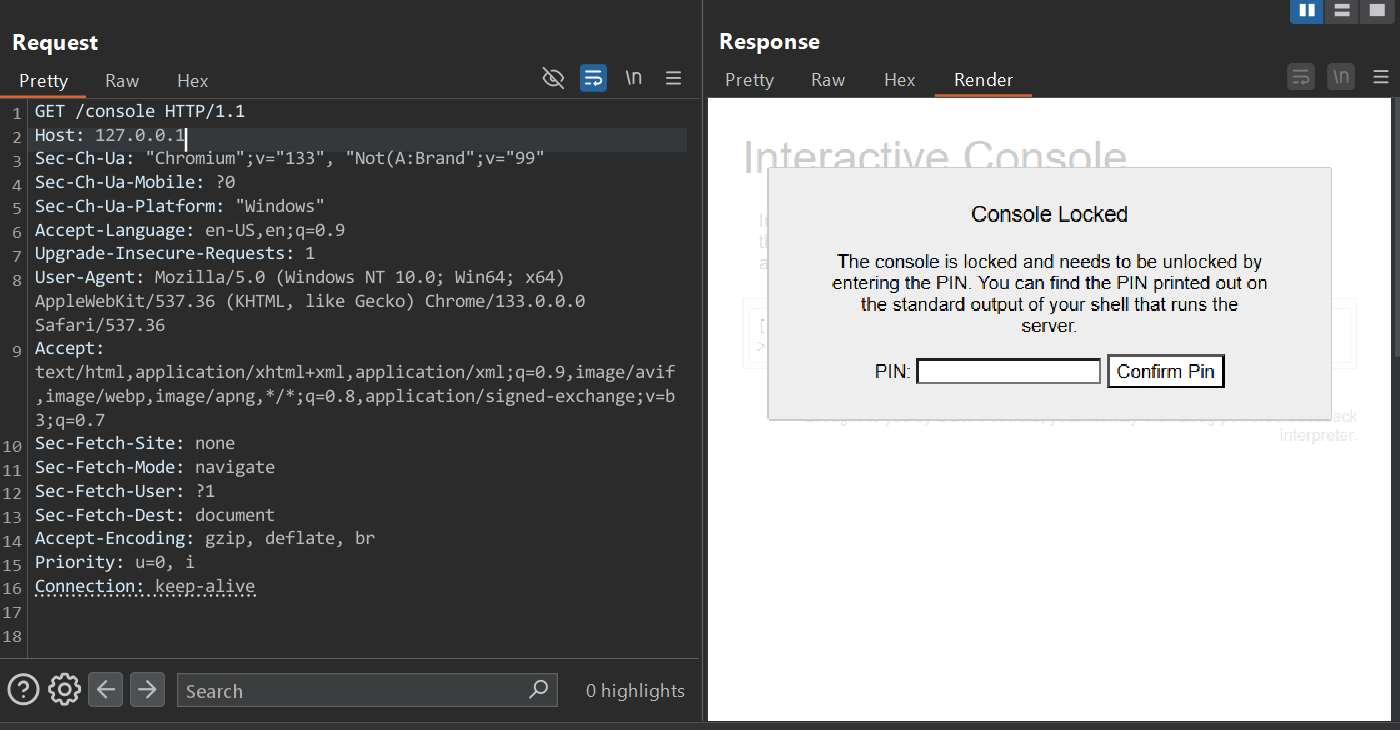 Request
Pretty Raw Hex \n
1 GET /console HTTP/1.1
2 Host: 127.0.0.1
3 Sec-Ch-Ua: "Chromium";v="133", "Not(A:Brand";v="99"
4 Sec-Ch-Ua-Mobile: ?0
5 Sec-Ch-Ua-Platform: "Windows"
6 Accept-Language: en-US,en;q=0.9
7 Upgrade-Insecure-Requests: 1
8 User-Agent: Mozilla/5.0 (Windows NT 10.0; Win64; x64)
AppleWebKit/537.36 (KHTML, like Gecko) Chrome/133.0.0.0
Safari/537.36
9 Accept:
text/html,application/xhtml+xml,application/xml;q=0.9,image/avif
,image/webp,image/apng,*/*;q=0.8,application/signed-exchange;v=b
3;q=0.7
10 Sec-Fetch-Site: none
11 Sec-Fetch-Mode: navigate
12 Sec-Fetch-User: ?1
13 Sec-Fetch-Dest: document
14 Accept-Encoding: gzip, deflate, br
15 Priority: u=0, i
16 Connection: keep-alive
17
18
Search
0 highlights
Response
Pretty Raw Hex Render \n
Interactive Console
Console Locked
The console is locked and needs to be unlocked by
entering the PIN. You can find the PIN printed out on
the standard output of your shell that runs the
server.
PIN: Confirm Pin
interpreter.